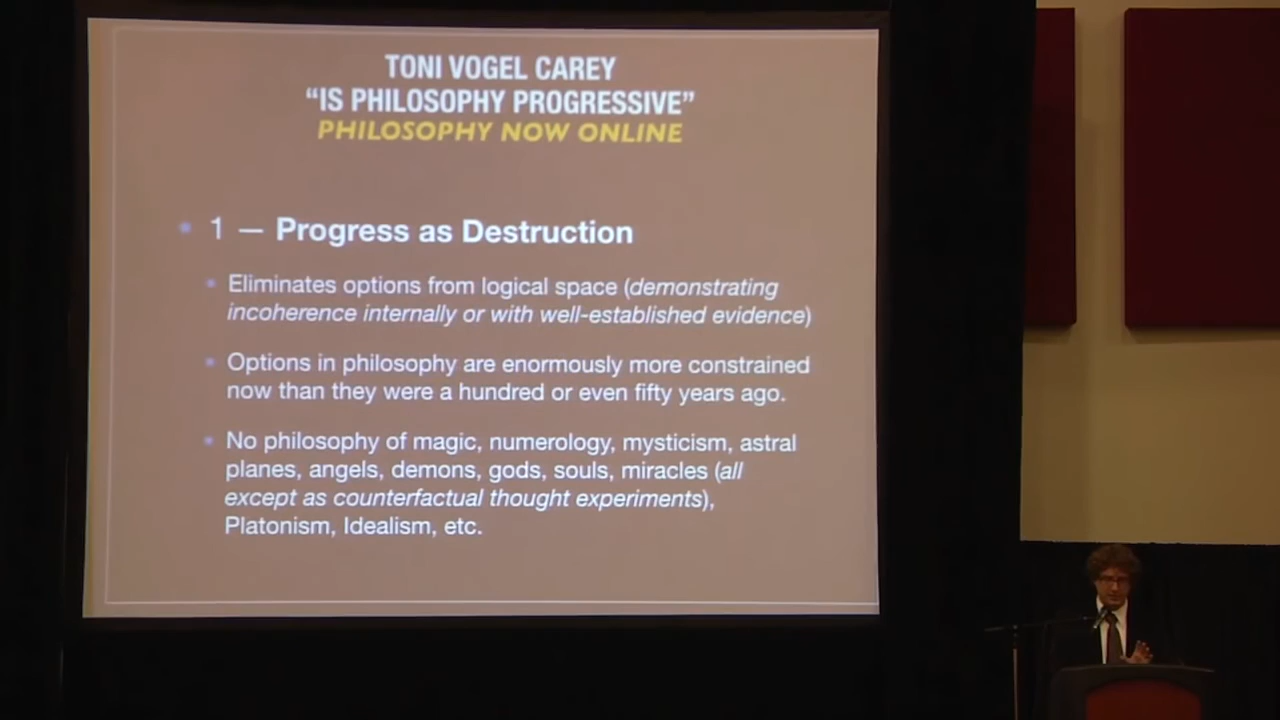 TONI VOGEL CAREY
“IS PHILOSOPHY PROGRESSIVE”
PHILOSOPHY NOW ONLINE
• 1 — Progress as Destruction
• Eliminates options from logical space (demonstrating
incoherence internally or with well-established evidence)
• Options in philosophy are enormously more constrained
now than they were a hundred or even fifty years ago.
• No philosophy of magic, numerology, mysticism, astral
planes, angels, demons, gods, souls, miracles (all
except as counterfactual thought experiments),
Platonism, Idealism, etc.